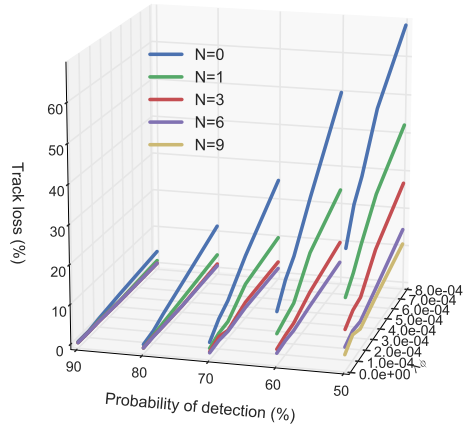 N=0
N=1
N=3
N=6
N=9
60
50
40
30
20
10
0
Track loss (%)
90
80
70
60
50
Probability of detection (%)
8.0e-04
7.0e-04
6.0e-04
5.0e-04
4.0e-04
3.0e-04
2.0e-04
1.0e-04
0.0e+00